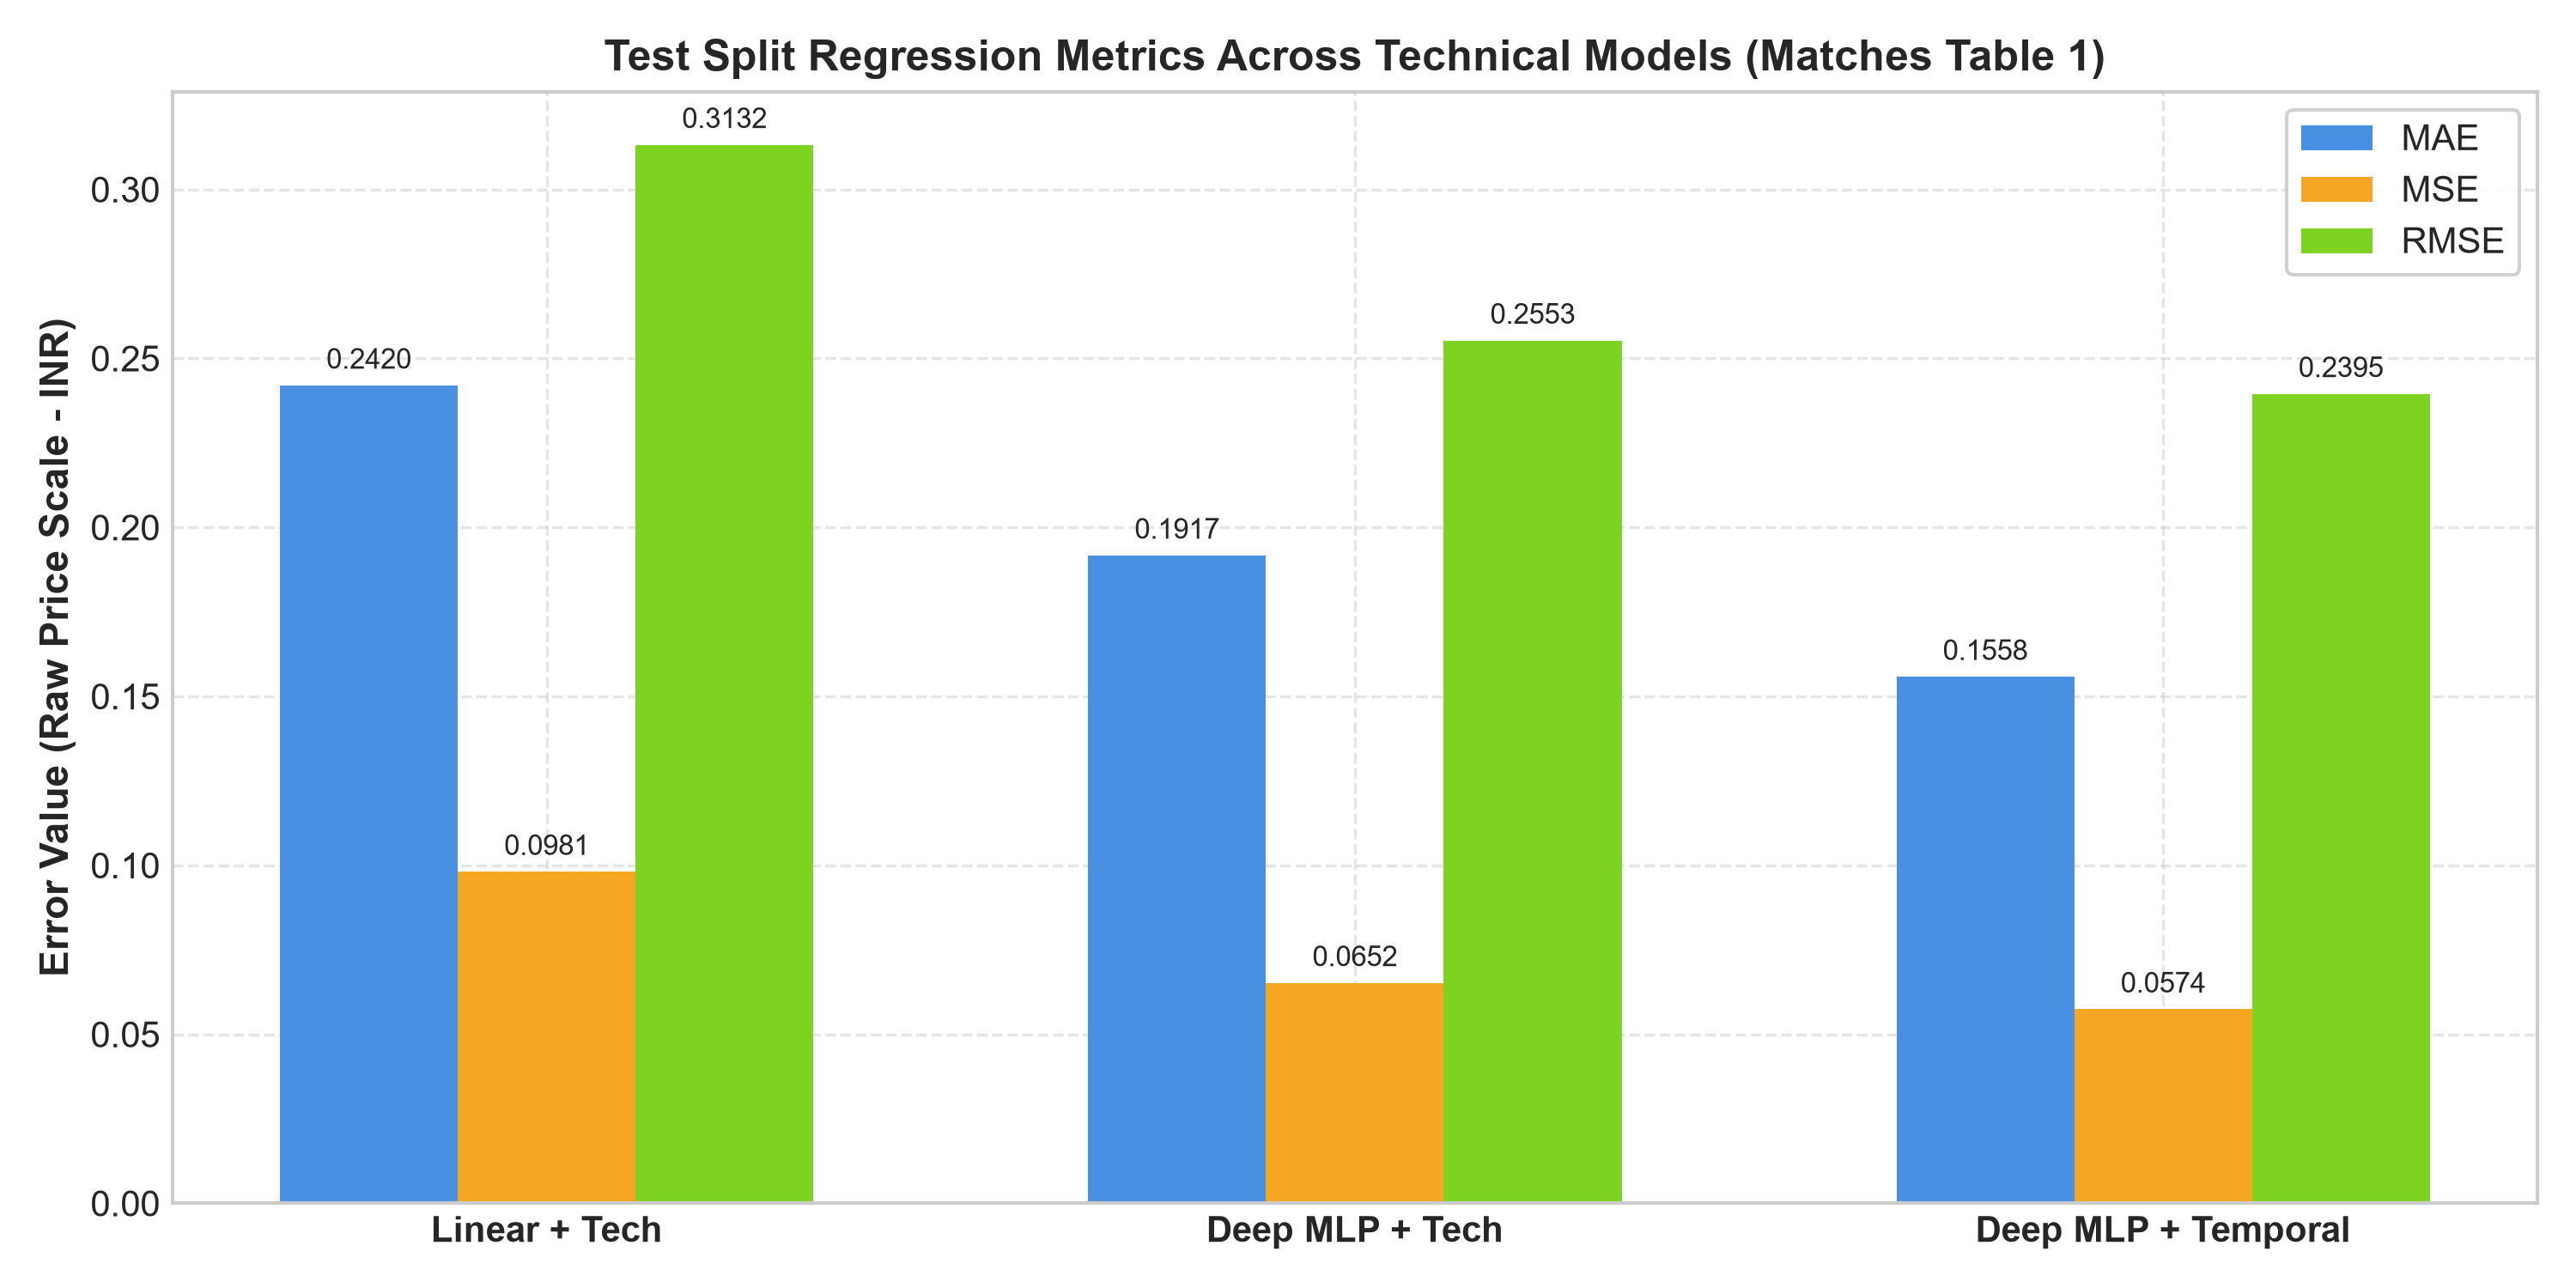 Test Split Regression Metrics Across Technical Models (Matches Table 1)
Error Value (Raw Price Scale - INR)
0.30
0.25
0.20
0.15
0.10
0.05
0.00
0.2420
0.0981
0.3132
0.1917
0.0652
0.2553
0.1558
0.0574
0.2395
MAE
MSE
RMSE
Linear + Tech
Deep MLP + Tech
Deep MLP + Temporal